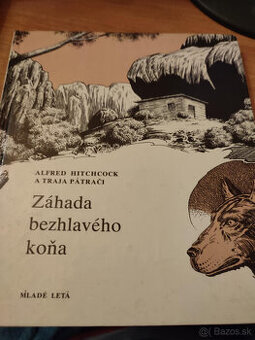 ALFRED HITCHCOCK
A TRAJA PÁTRAČI
Záhada
bezhlavého
koňa
MLADÉ LETÁ
Bazos.sk